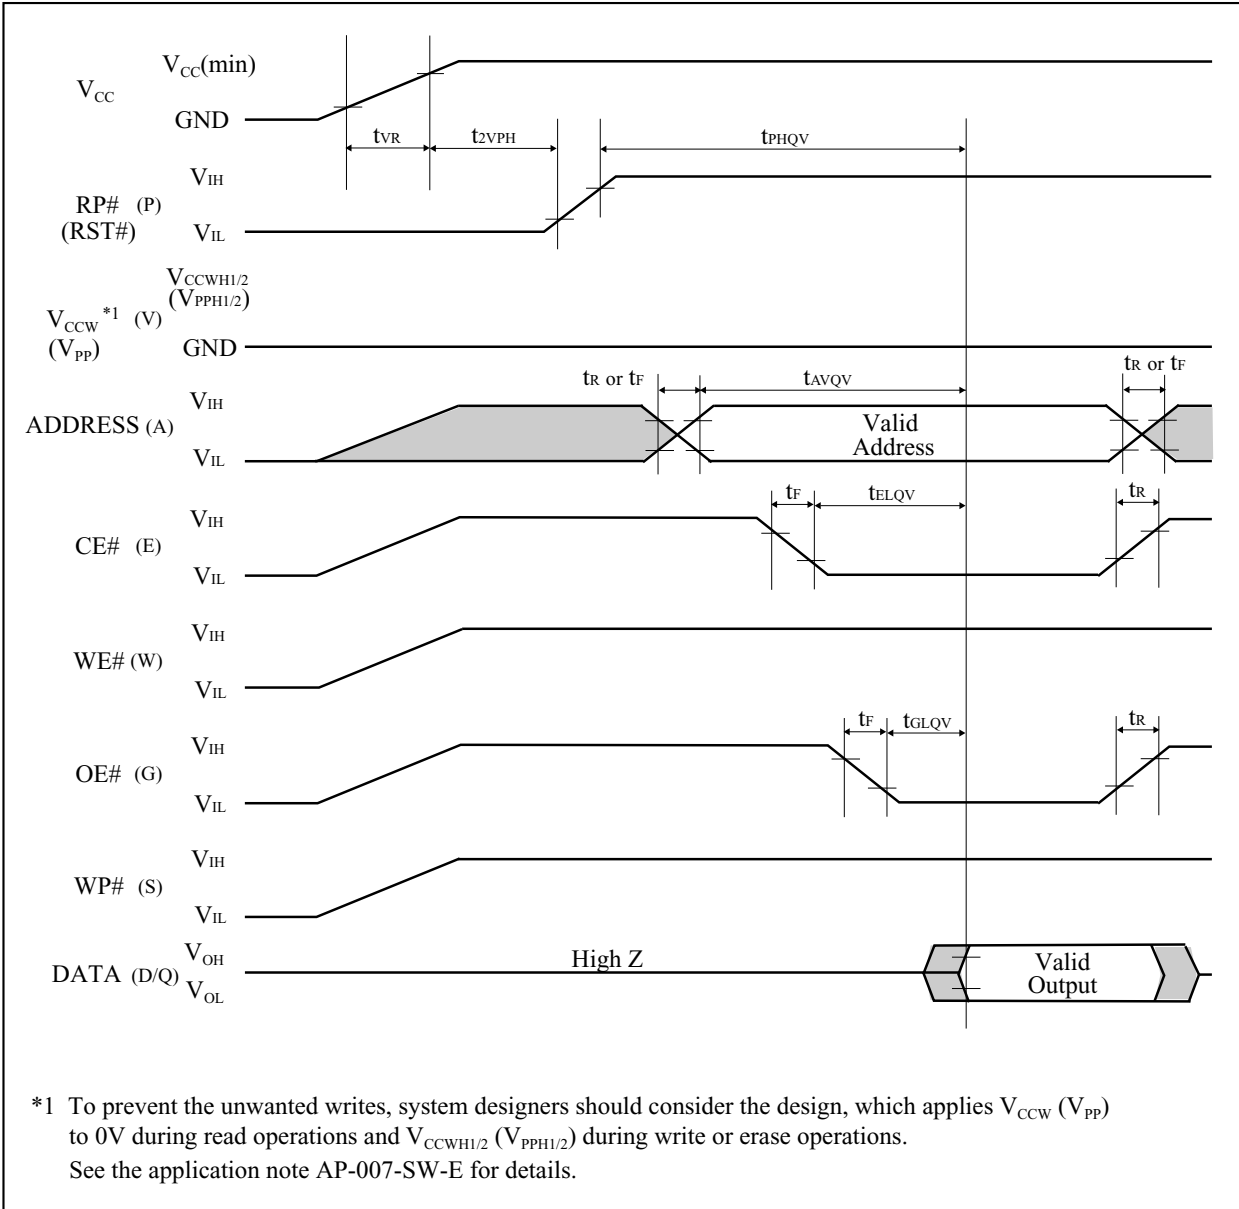 VCC(min)
VCC
GND
tVR
t2VPH
tPHQV
VIH
RP# (P)
(RST#)
VIL
VCCWH1/2
(VPPH1/2)
VCCW *1 (V)
(VPP)
GND
tR or tF
tAVQV
tR or tF
VIH
ADDRESS (A)
Valid
Address
VIL
tF
tELQV
tR
VIH
CE# (E)
VIL
VIH
WE# (W)
VIL
tF
tGLQV
tR
VIH
OE# (G)
VIL
VIH
WP# (S)
VIL
VOH
High Z
DATA (D/Q)
Valid
Output
VOL
*1 To prevent the unwanted writes, system designers should consider the design, which applies VCCW (VPP)
to 0V during read operations and VCCWH1/2 (VPPH1/2) during write or erase operations.
See the application note AP-007-SW-E for details.